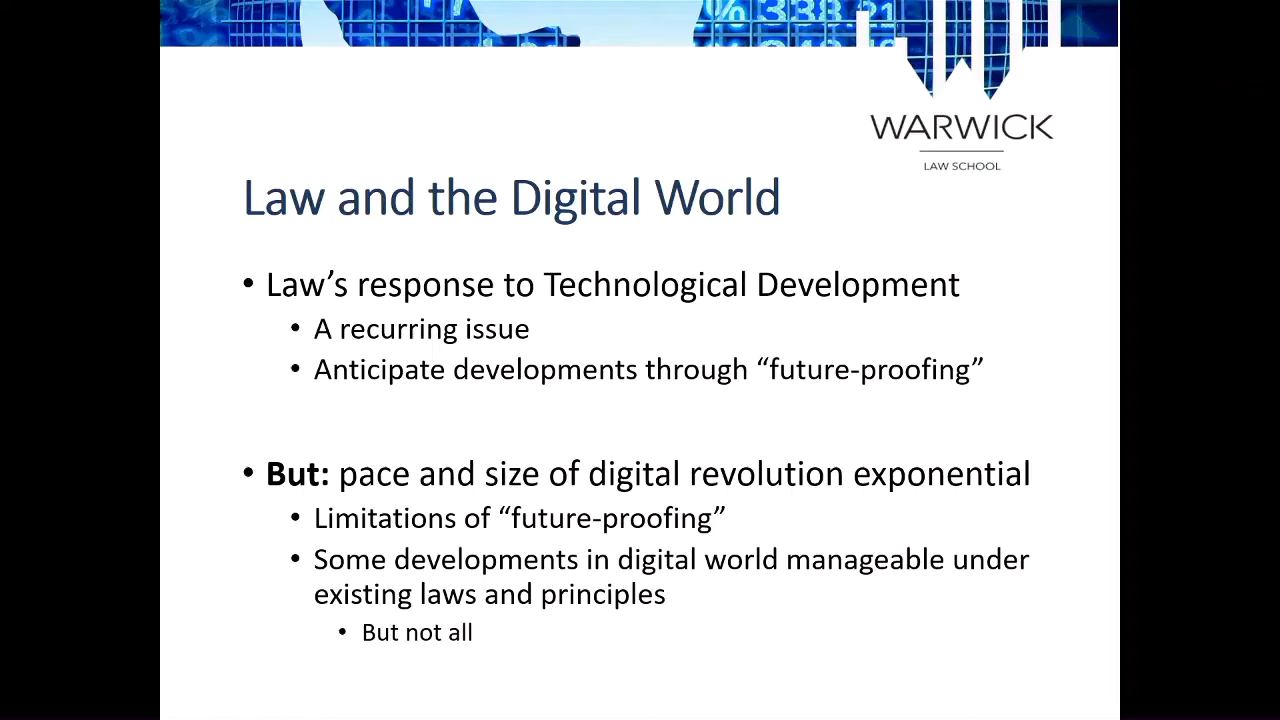 % 338.21
WARWICK
LAW SCHOOL
Law and the Digital World
• Law’s response to Technological Development
• A recurring issue
• Anticipate developments through “future-proofing”
• But: pace and size of digital revolution exponential
• Limitations of “future-proofing”
• Some developments in digital world manageable under
existing laws and principles
• But not all